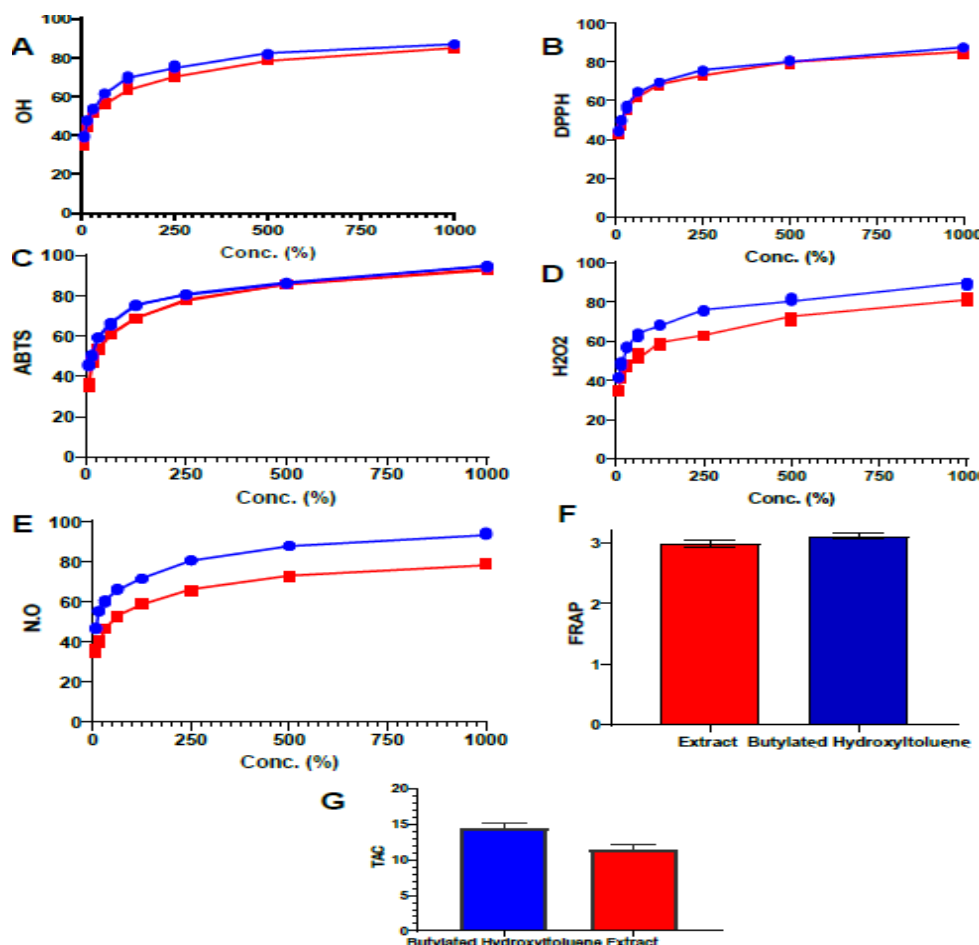 A
100
80
60
40
20
0
OH
0 250 500 750 1000
Conc. (%)
B
100
80
60
40
20
0
DPPH
0 250 500 750 1000
Conc. (%)
C
100
80
60
40
20
0
ABTS
0 250 500 750 1000
Conc. (%)
D
100
80
60
40
20
0
H2O2
0 250 500 750 1000
Conc. (%)
E
100
80
60
40
20
0
N.O
0 250 500 750 1000
Conc. (%)
F
3
2
1
0
FRAP
Extract Butylated Hydroxyltoluene
G
20
15
10
5
0
TAC
Butylated Hydroxyltoluene Extract